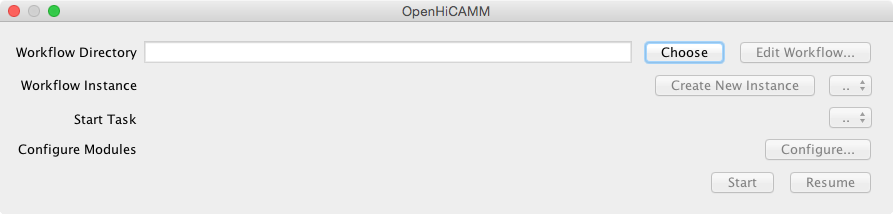 OpenHiCAMM
Workflow Directory Choose Edit Workflow...
Workflow Instance Create New Instance ..
Start Task ..
Configure Modules Configure...
Start Resume